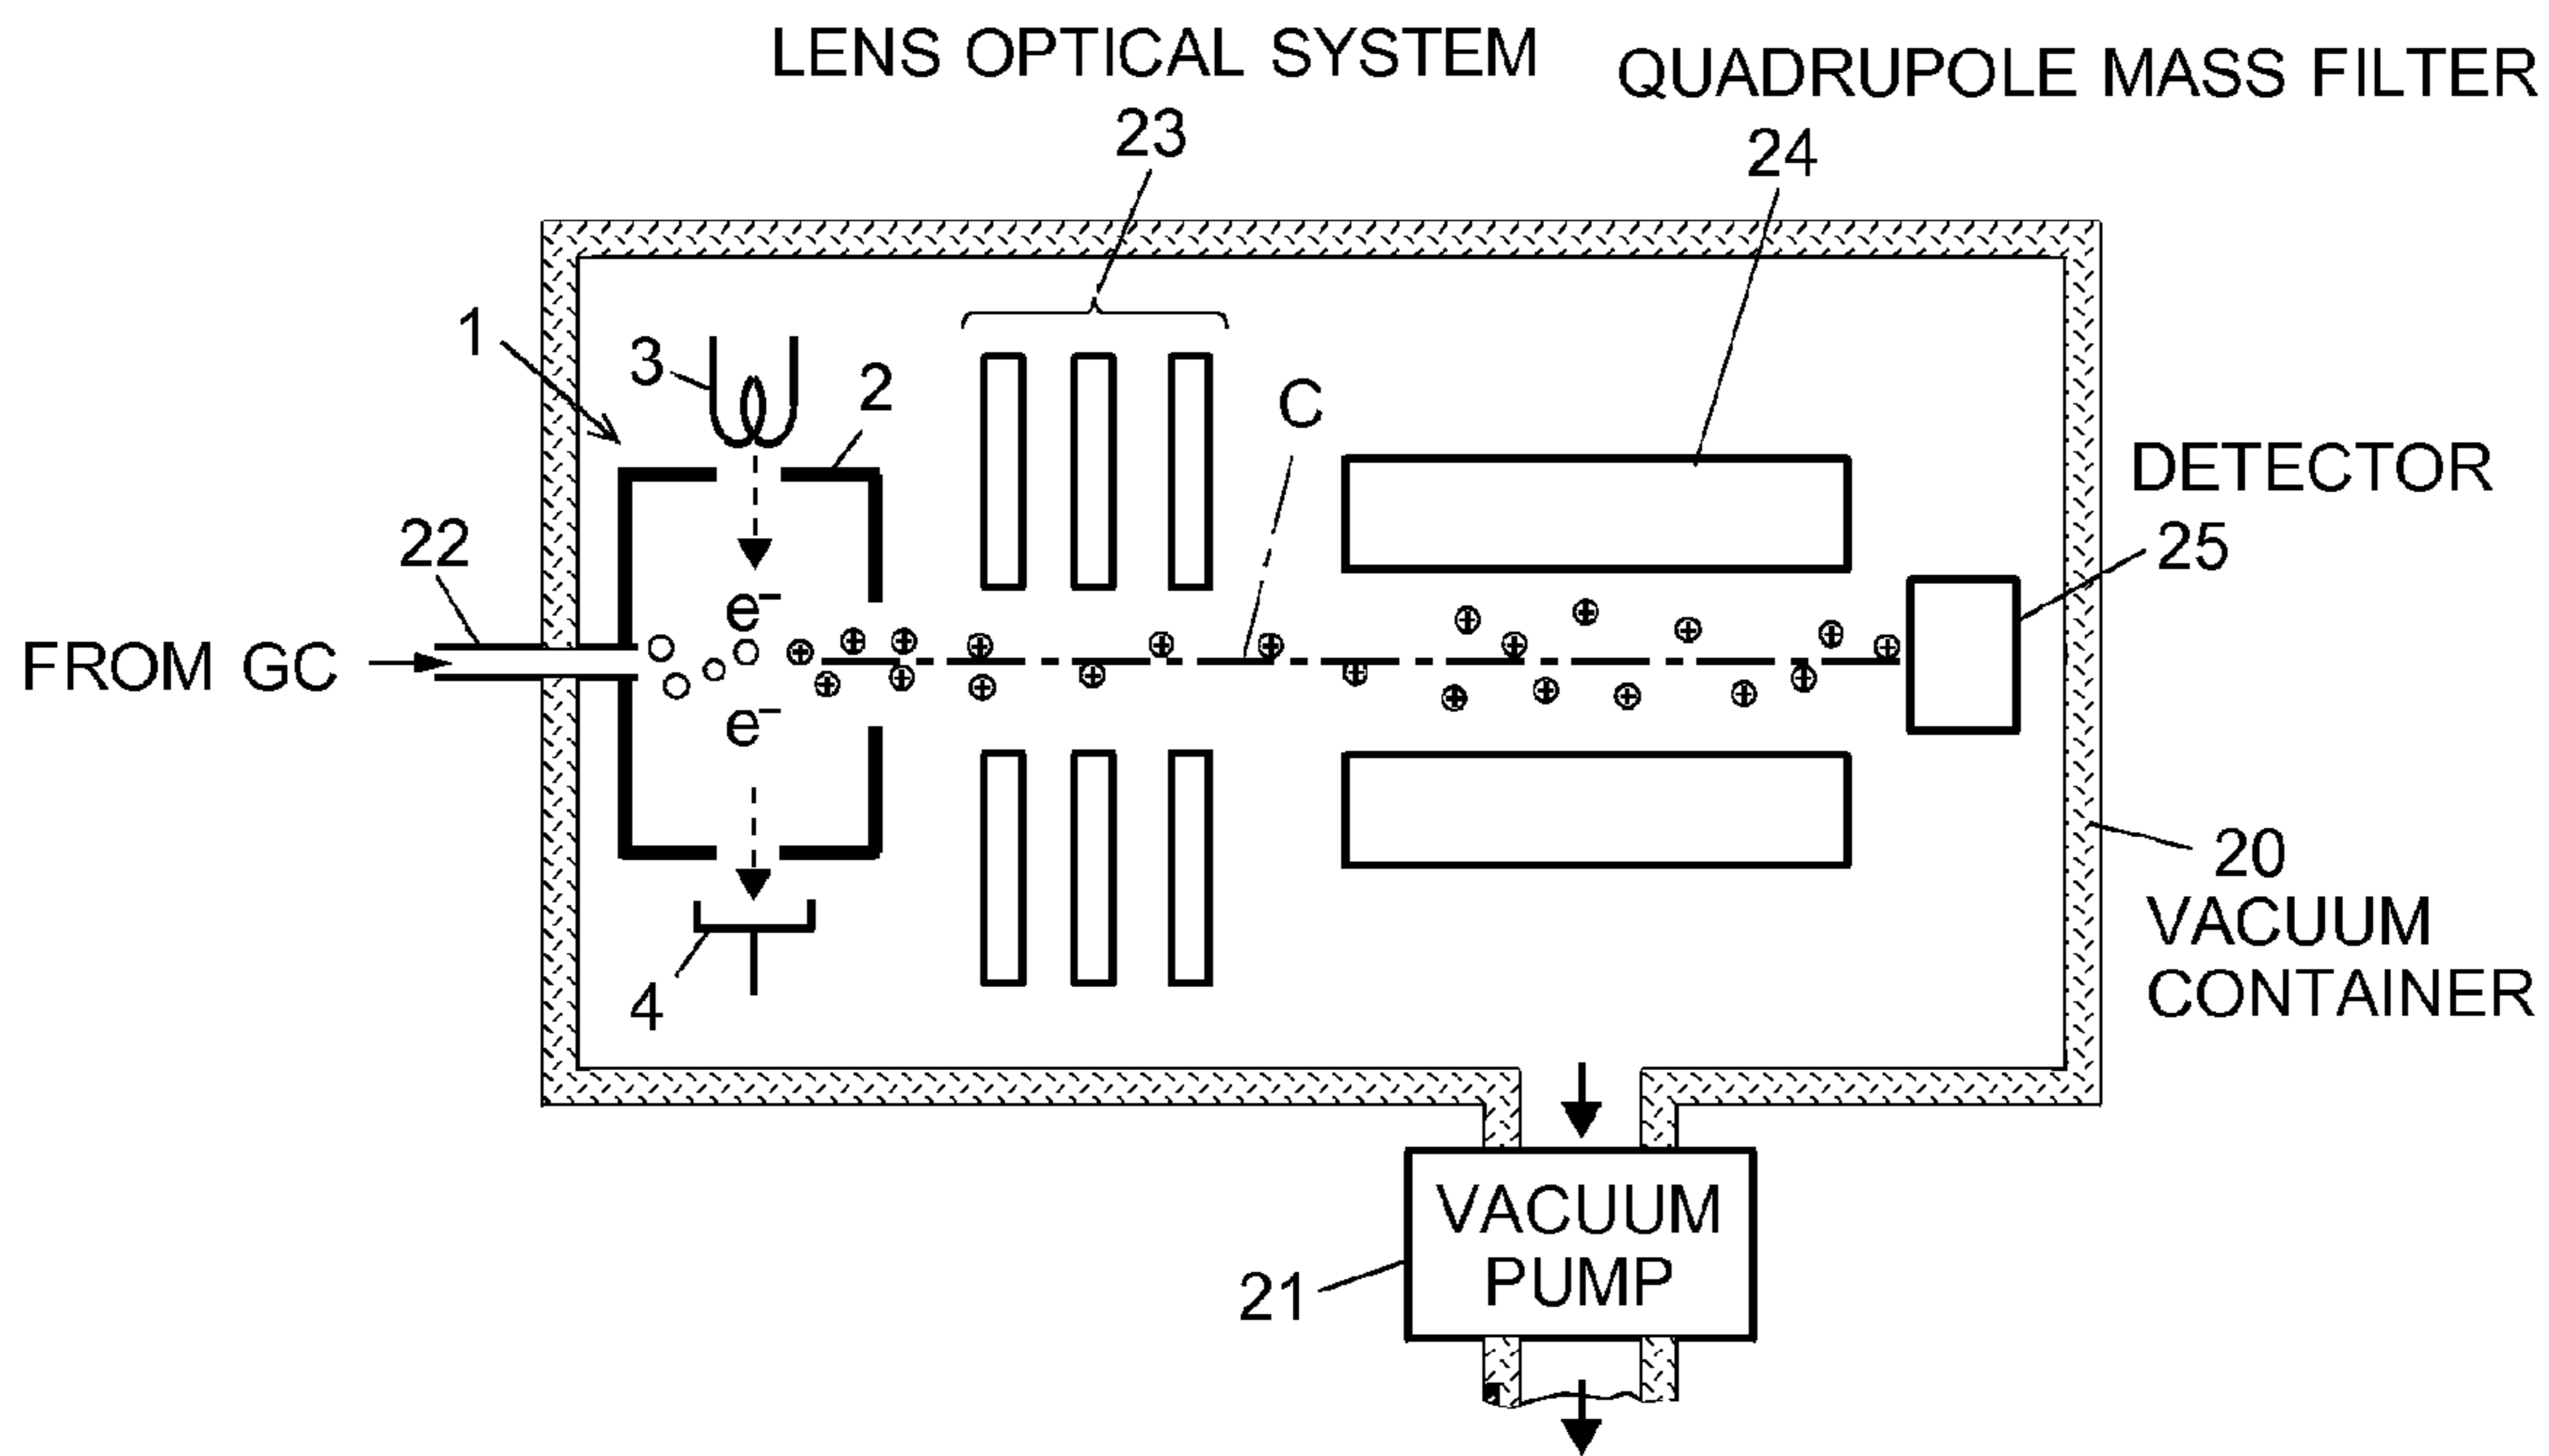 LENS OPTICAL SYSTEM
23
QUADRUPOLE MASS FILTER
24
1
3
2
C
DETECTOR
25
22
FROM GC
e⁻
e⁻
4
20
VACUUM
CONTAINER
VACUUM
PUMP
21